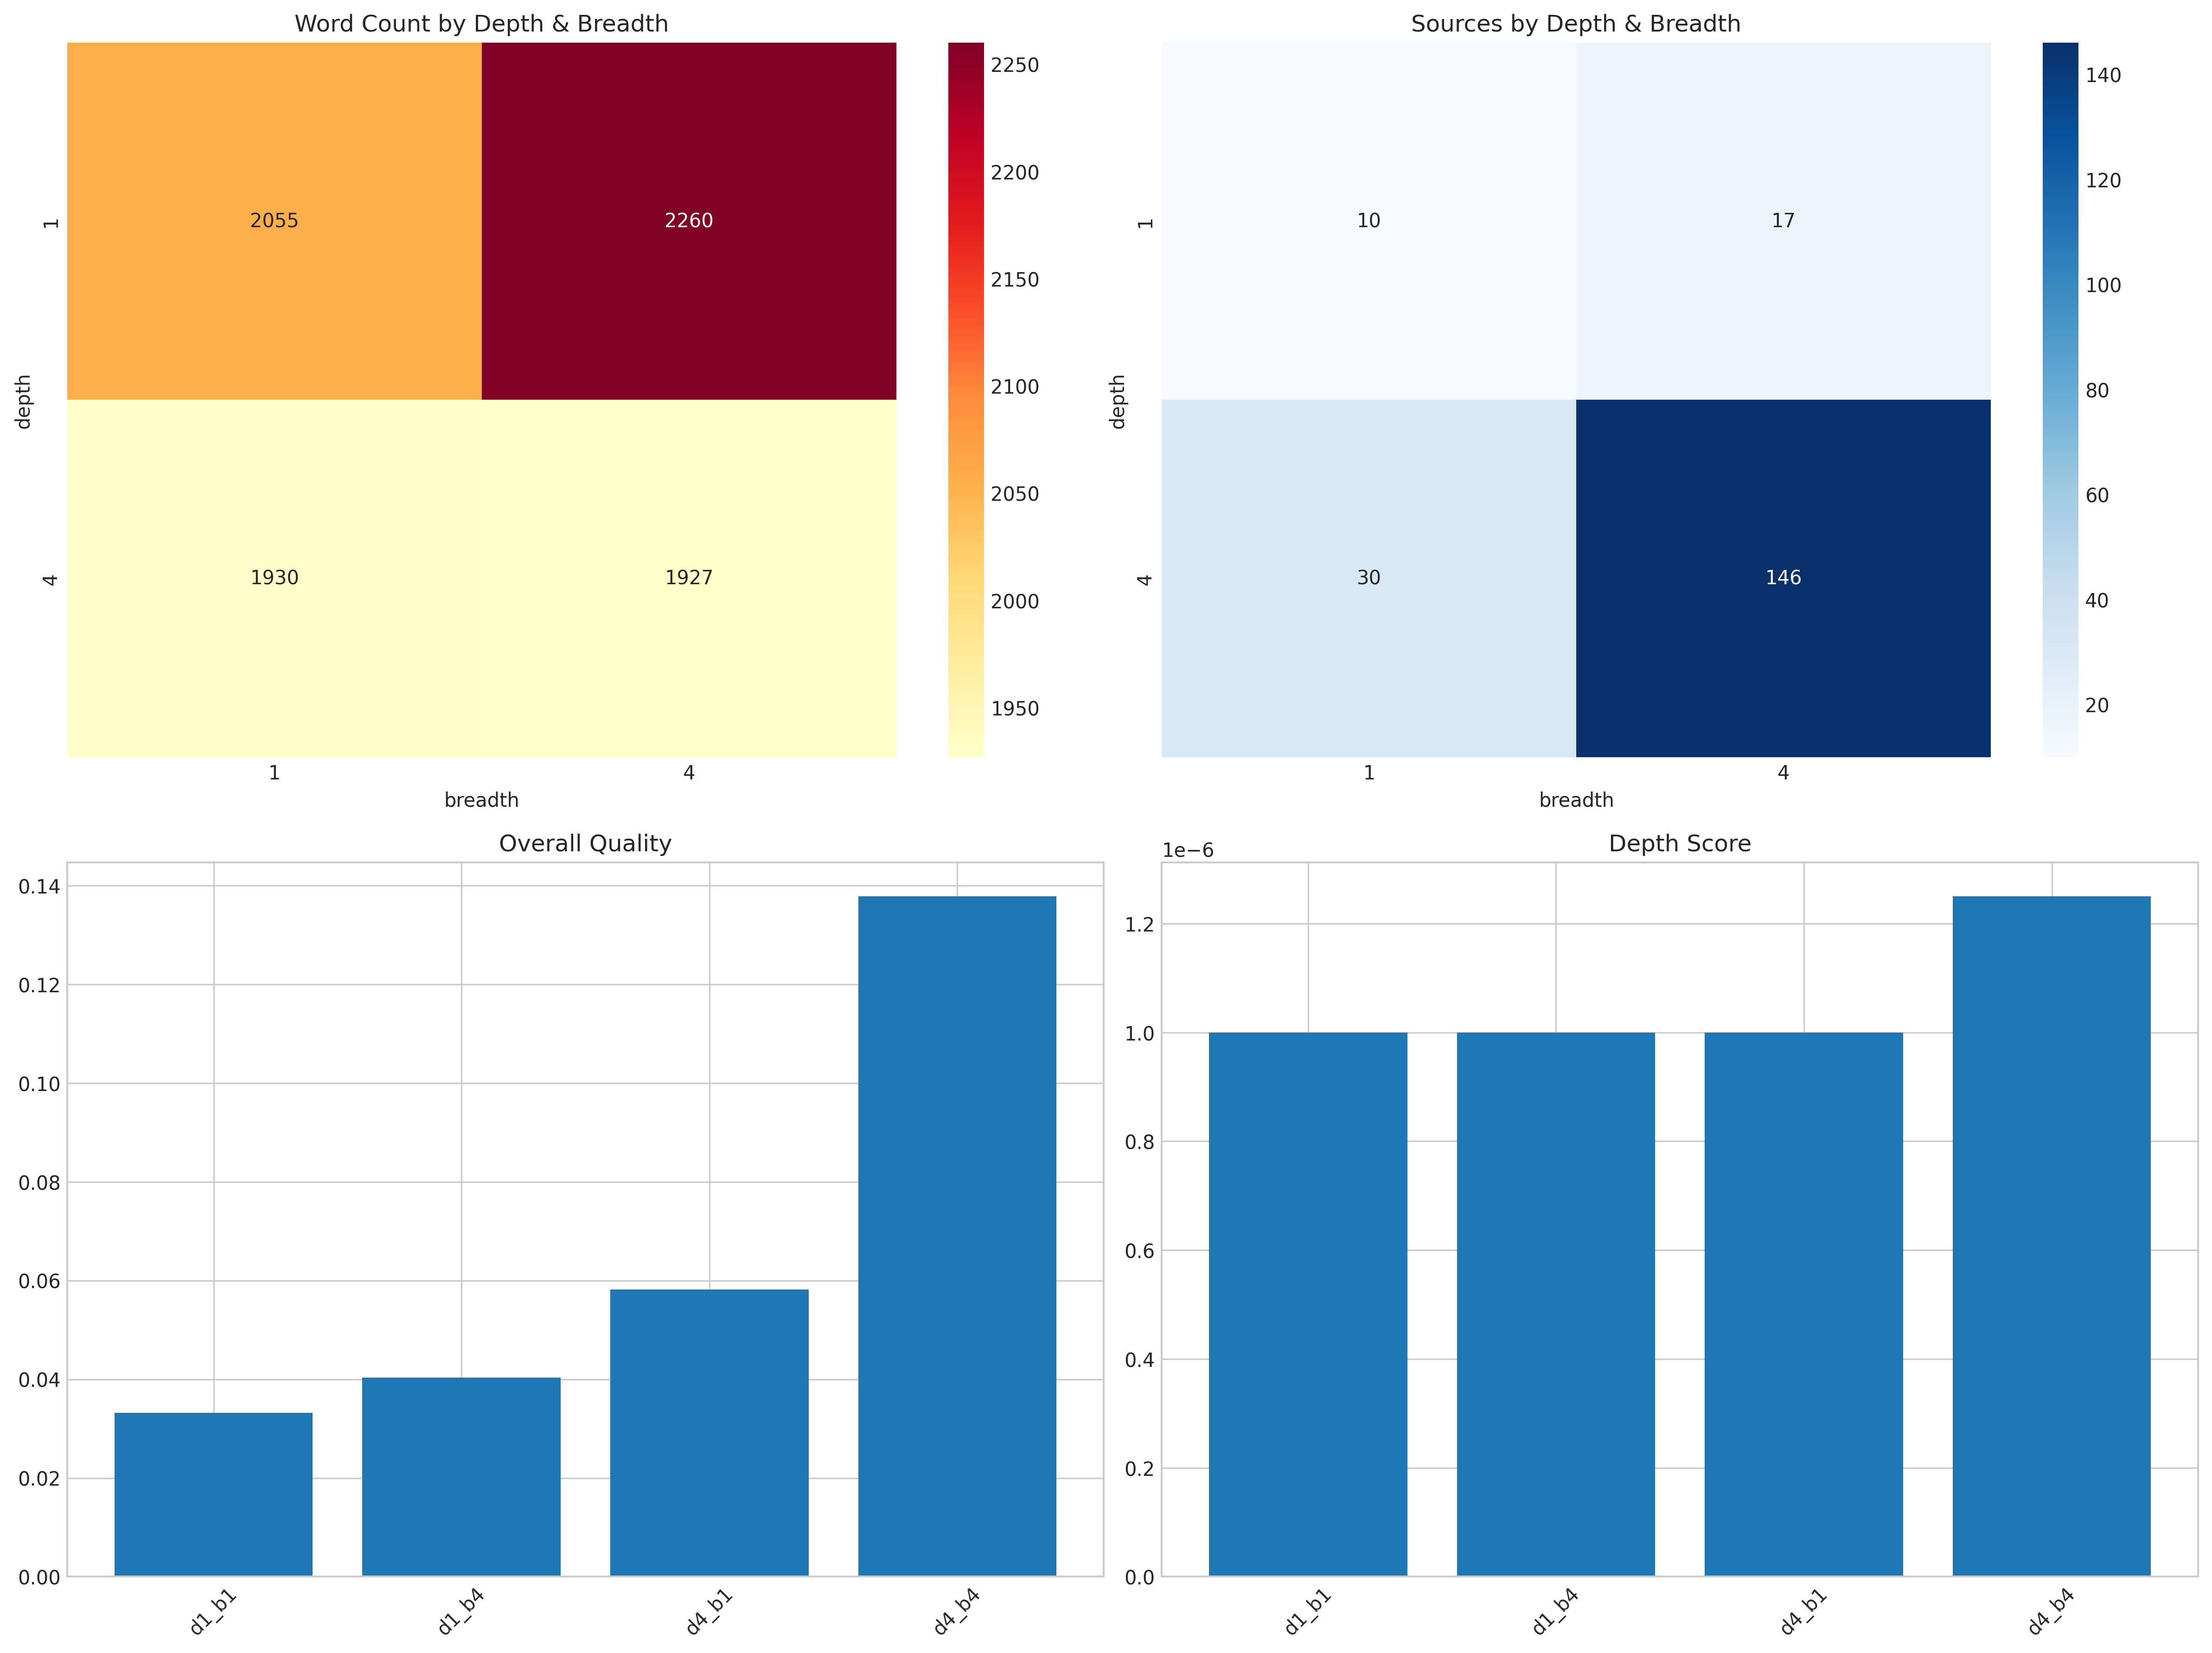 Word Count by Depth & Breadth
2250
2200
2150
2100
2050
2000
1950
2055
2260
1930
1927
1
4
depth
1
4
breadth
Sources by Depth & Breadth
140
120
100
80
60
40
20
10
17
30
146
1
4
depth
1
4
breadth
Overall Quality
0.14
0.12
0.10
0.08
0.06
0.04
0.02
0.00
d1_b1
d1_b4
d4_b1
d4_b4
Depth Score
1e−6
1.2
1.0
0.8
0.6
0.4
0.2
0.0
d1_b1
d1_b4
d4_b1
d4_b4